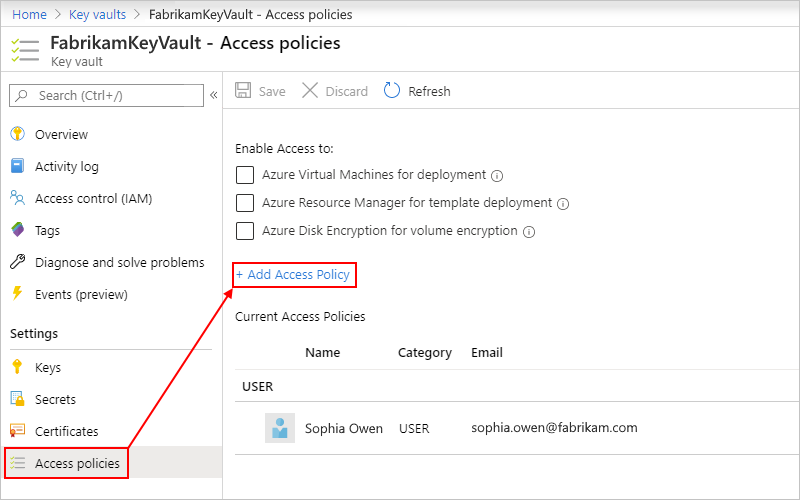 Home > Key vaults > FabrikamKeyVault - Access policies
FabrikamKeyVault - Access policies
Key vault
Search (Ctrl+/)
«
Overview
Activity log
Access control (IAM)
Tags
Diagnose and solve problems
Events (preview)
Settings
Keys
Secrets
Certificates
Access policies
Save Discard Refresh
Enable Access to:
Azure Virtual Machines for deployment
Azure Resource Manager for template deployment
Azure Disk Encryption for volume encryption
+ Add Access Policy
Current Access Policies
Name Category Email
USER
Sophia Owen USER sophia.owen@fabrikam.com